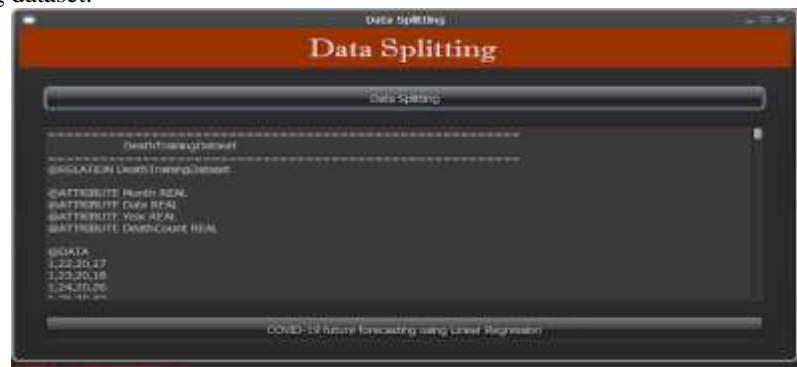 g dataset.
Data Splitting
Data Splitting
Data Splitting
DeathTrainingDataset
@RELATION DeathTrainingDataset
@ATTRIBUTE Month REAL
@ATTRIBUTE Date REAL
@ATTRIBUTE Year REAL
@ATTRIBUTE DeathCount REAL
@DATA
1,22,20,17
1,23,20,18
1,24,20,26
COVID-19 future forecasting using Linear Regression